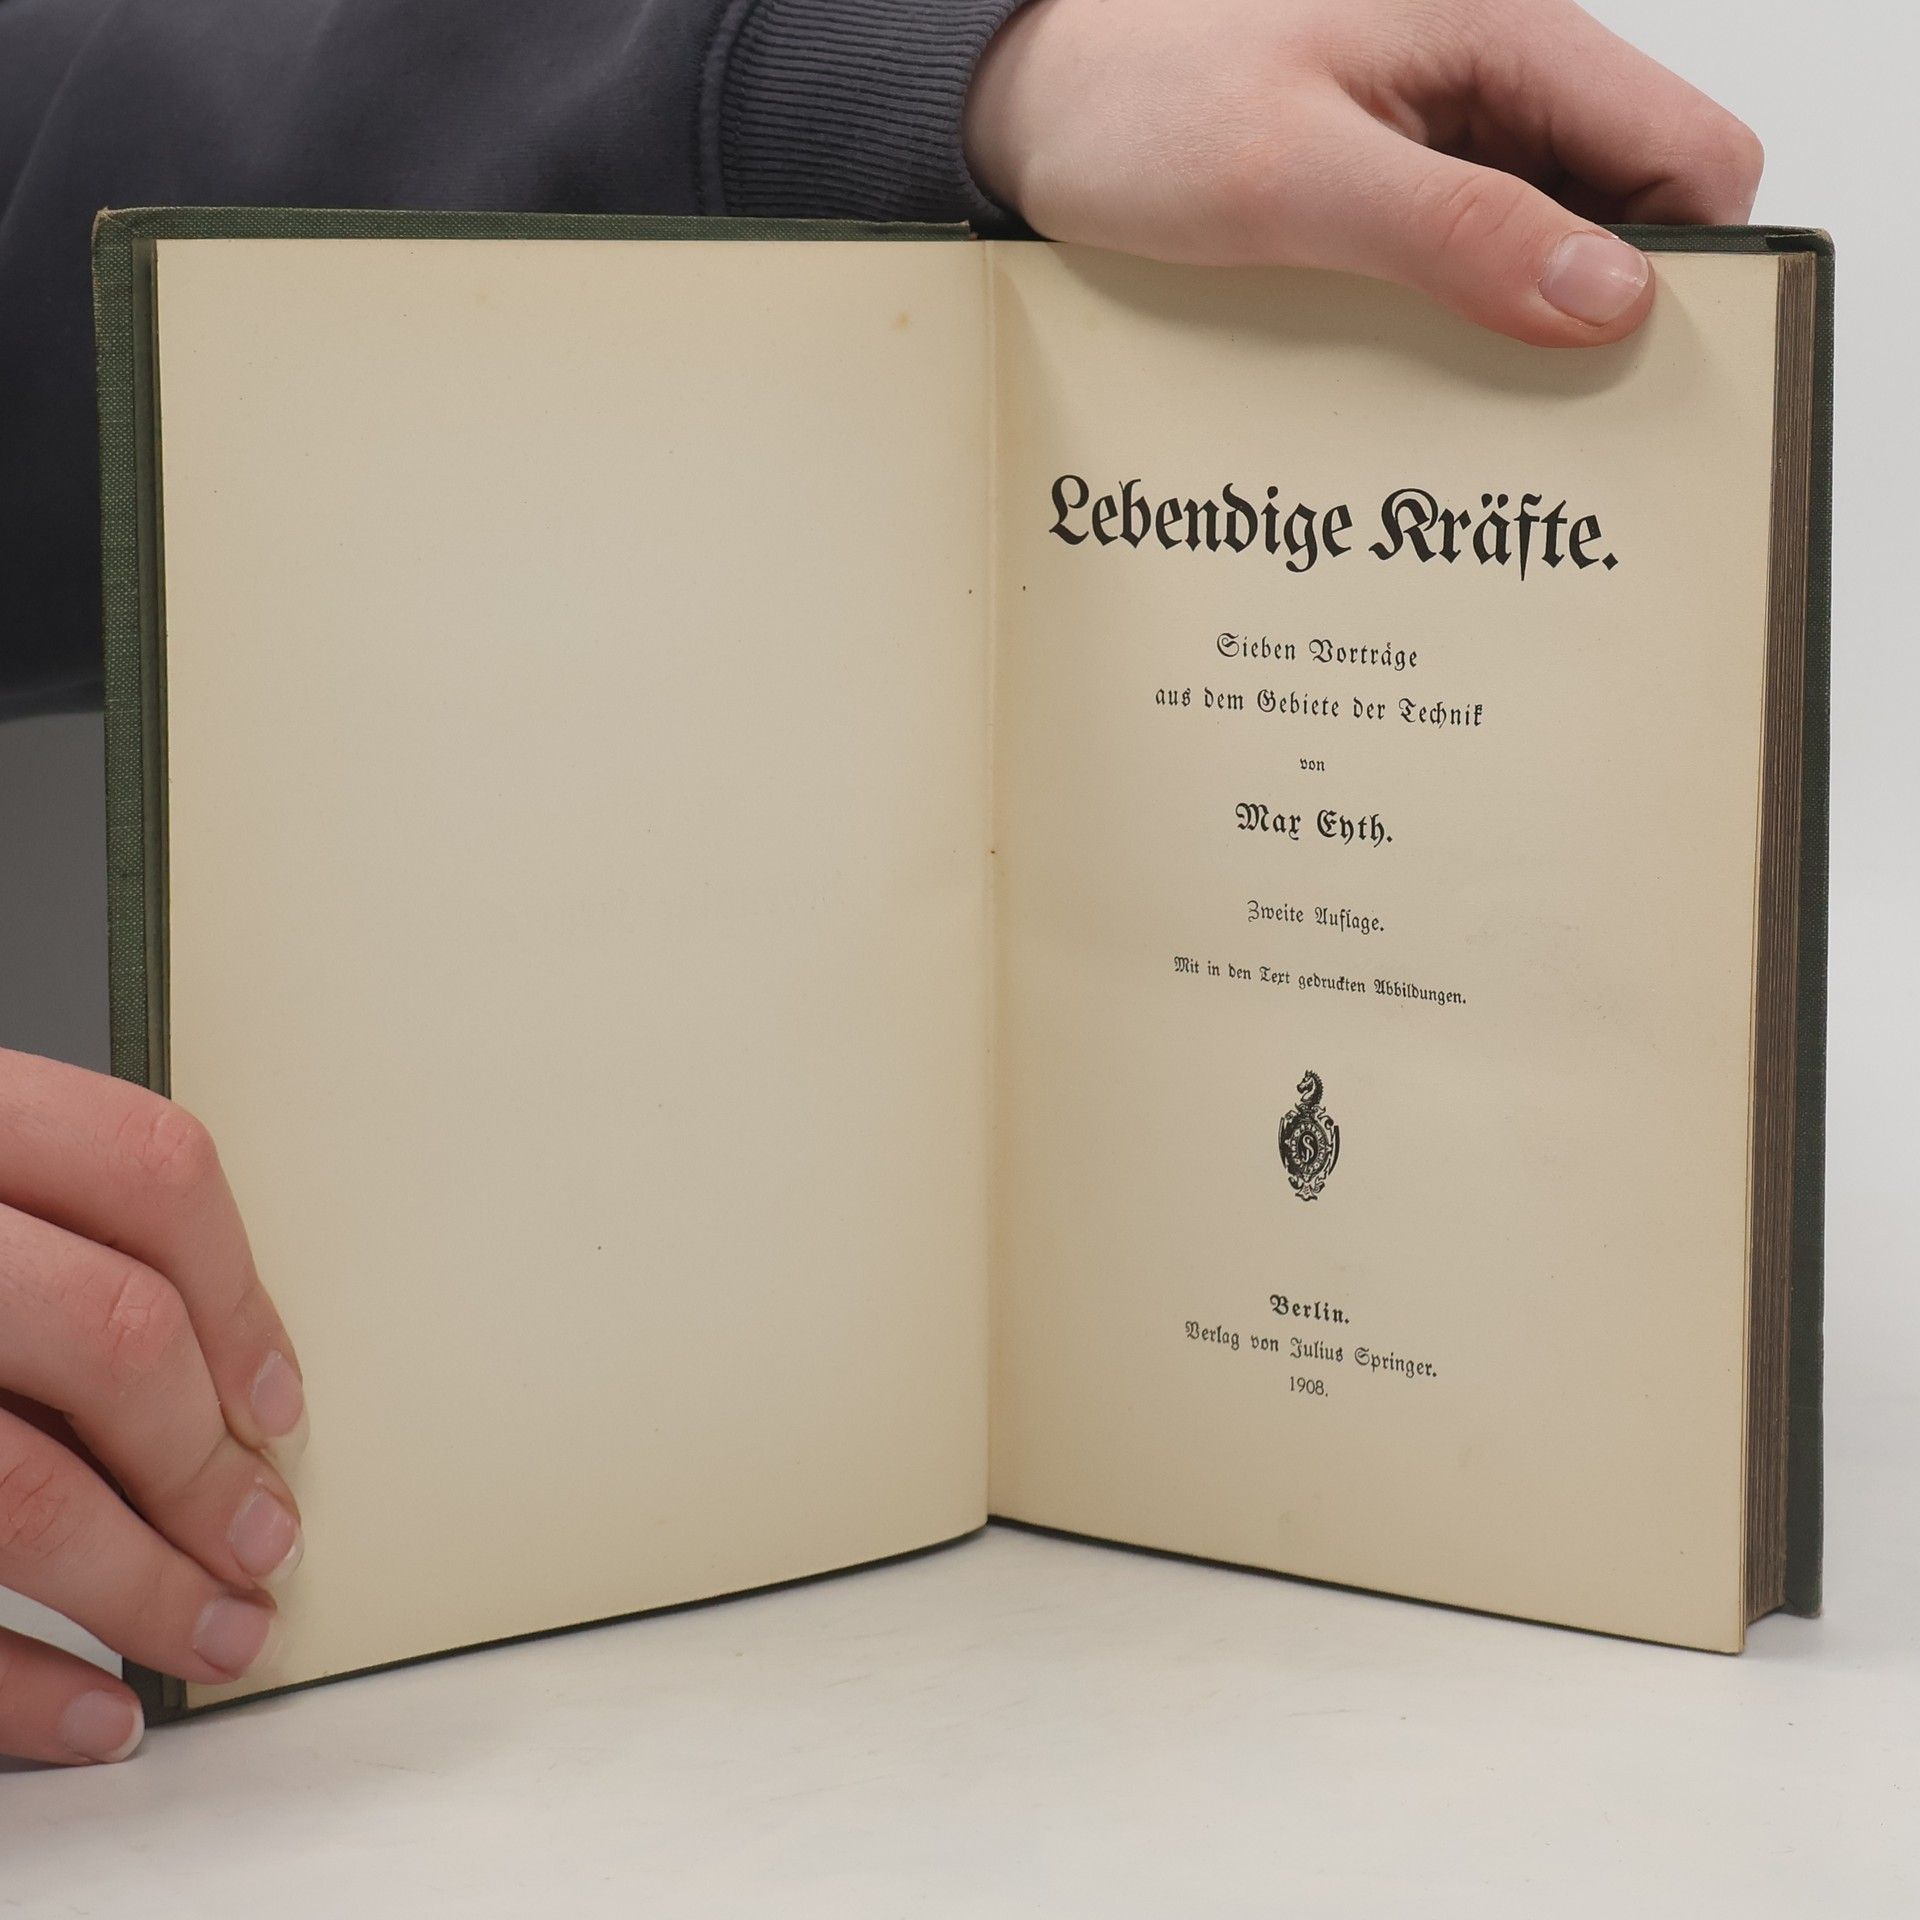 Lebendige Kräfte.
Sieben Vorträge
aus dem Gebiete der Technik
von
Max Eyth.
Zweite Auflage.
Mit in den Text gedruckten Abbildungen.
Berlin.
Verlag von Julius Springer.
1908.